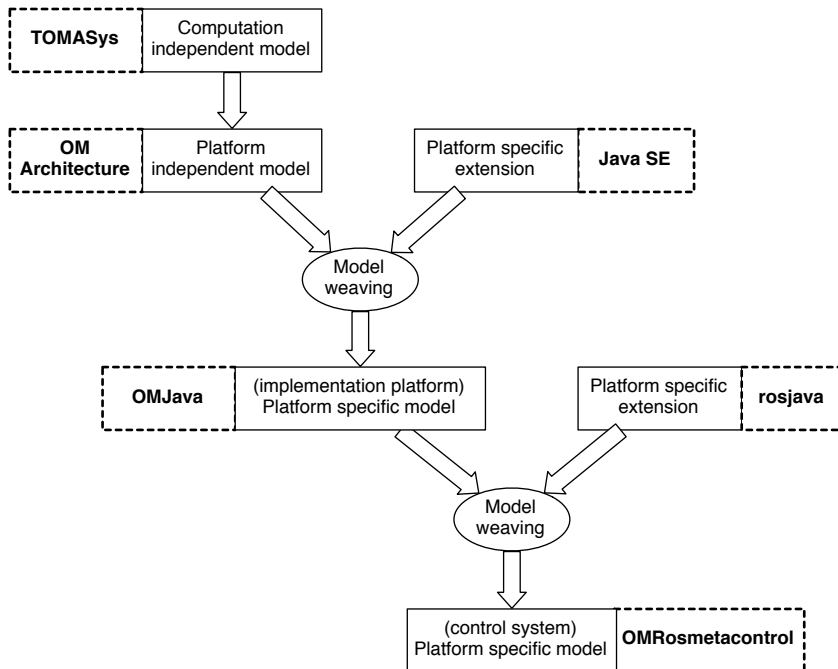 TOMASys
Computation
independent model
OM
Architecture
Platform
independent model
Platform specific
extension
Java SE
Model
weaving
OMJava
(implementation platform)
Platform specific model
Platform specific
extension
rosjava
Model
weaving
(control system)
Platform specific model
OMRosmetacontrol